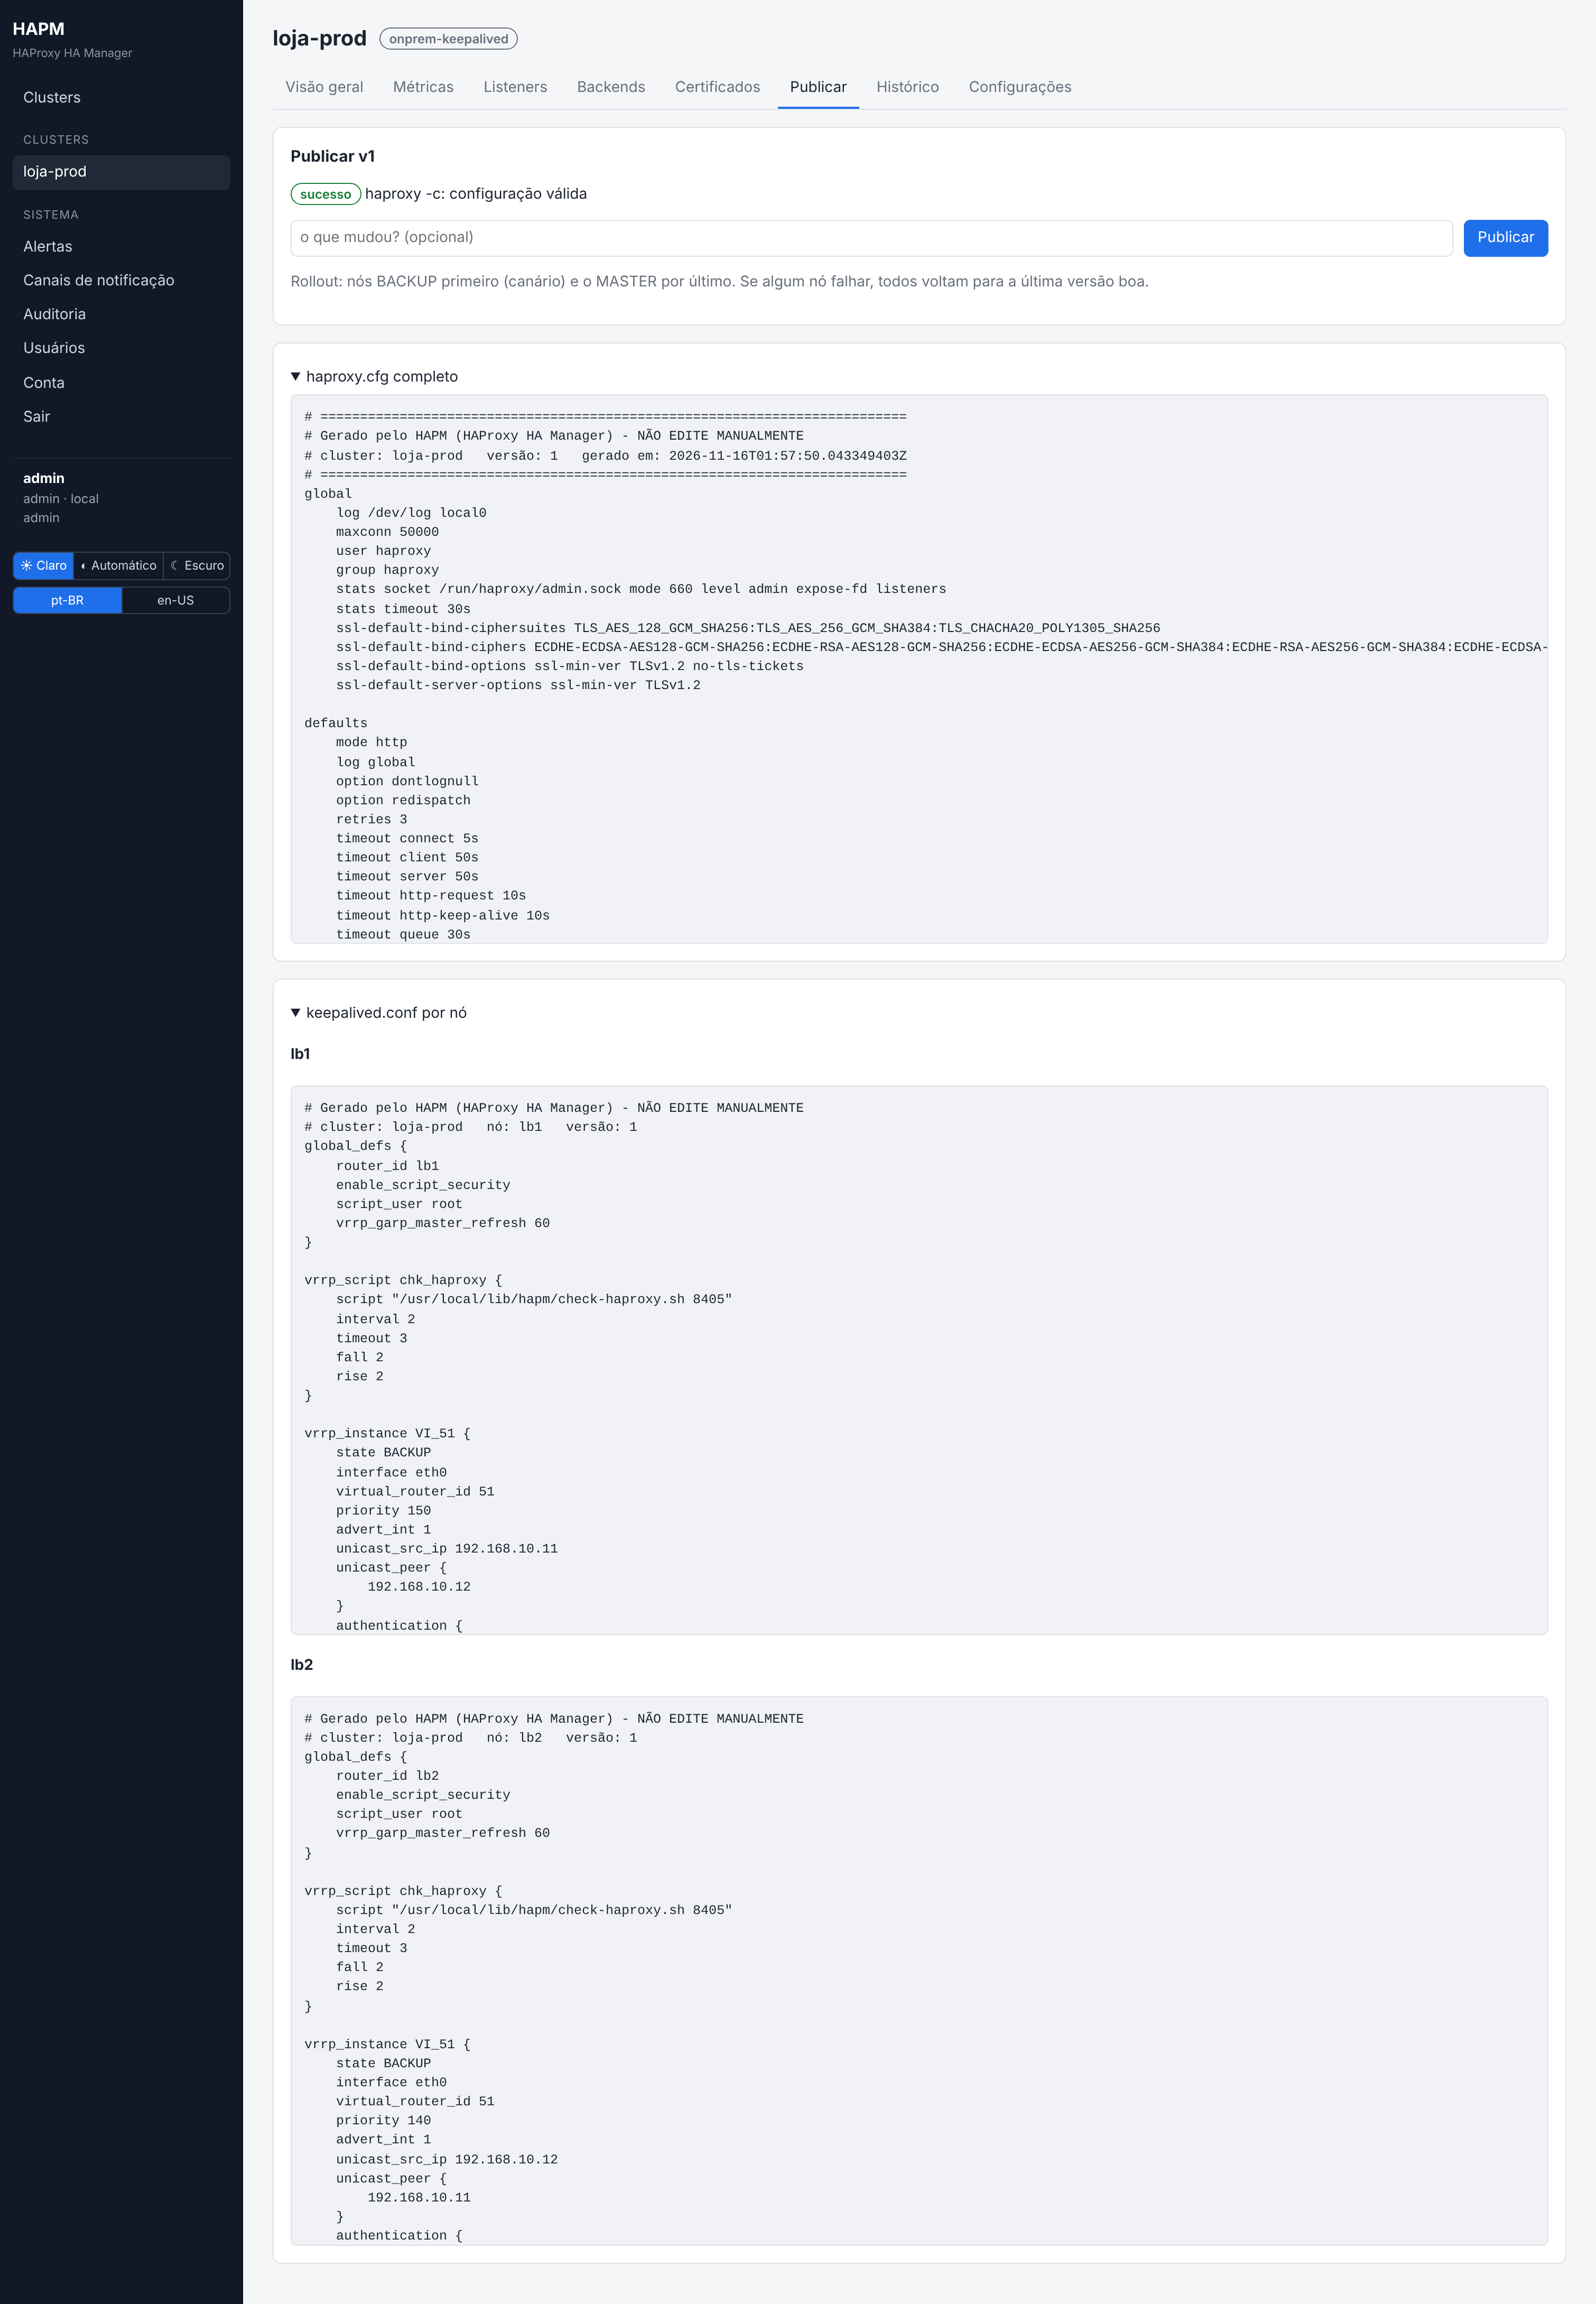 HAPM
HAProxy HA Manager
Clusters
CLUSTERS
loja-prod
SISTEMA
Alertas
Canais de notificação
Auditoria
Usuários
Conta
Sair
admin
admin · local
admin
☀ Claro
Automático
☾ Escuro
pt-BR
en-US
loja-prod
onprem-keepalived
Visão geral
Métricas
Listeners
Backends
Certificados
Publicar
Histórico
Configurações
Publicar v1
sucesso haproxy -c: configuração válida
o que mudou? (opcional)
Publicar
Rollout: nós BACKUP primeiro (canário) e o MASTER por último. Se algum nó falhar, todos voltam para a última versão boa.
▼ haproxy.cfg completo
# ==========================================================================
# Gerado pelo HAPM (HAProxy HA Manager) - NÃO EDITE MANUALMENTE
# cluster: loja-prod   versão: 1   gerado em: 2026-11-16T01:57:50.043349403Z
# ==========================================================================
global
    log /dev/log local0
    maxconn 50000
    user haproxy
    group haproxy
    stats socket /run/haproxy/admin.sock mode 660 level admin expose-fd listeners
    stats timeout 30s
    ssl-default-bind-ciphersuites TLS_AES_128_GCM_SHA256:TLS_AES_256_GCM_SHA384:TLS_CHACHA20_POLY1305_SHA256
    ssl-default-bind-ciphers ECDHE-ECDSA-AES128-GCM-SHA256:ECDHE-RSA-AES128-GCM-SHA256:ECDHE-ECDSA-AES256-GCM-SHA384:ECDHE-RSA-AES256-GCM-SHA384:ECDHE-ECDSA-
    ssl-default-bind-options ssl-min-ver TLSv1.2 no-tls-tickets
    ssl-default-server-options ssl-min-ver TLSv1.2
defaults
    mode http
    log global
    option dontlognull
    option redispatch
    retries 3
    timeout connect 5s
    timeout client 50s
    timeout server 50s
    timeout http-request 10s
    timeout http-keep-alive 10s
    timeout queue 30s
▼ keepalived.conf por nó
lb1
# Gerado pelo HAPM (HAProxy HA Manager) - NÃO EDITE MANUALMENTE
# cluster: loja-prod   nó: lb1   versão: 1
global_defs {
    router_id lb1
    enable_script_security
    script_user root
    vrrp_garp_master_refresh 60
}
vrrp_script chk_haproxy {
    script "/usr/local/lib/hapm/check-haproxy.sh 8405"
    interval 2
    timeout 3
    fall 2
    rise 2
}
vrrp_instance VI_51 {
    state BACKUP
    interface eth0
    virtual_router_id 51
    priority 150
    advert_int 1
    unicast_src_ip 192.168.10.11
    unicast_peer {
        192.168.10.12
    }
    authentication {
lb2
# Gerado pelo HAPM (HAProxy HA Manager) - NÃO EDITE MANUALMENTE
# cluster: loja-prod   nó: lb2   versão: 1
global_defs {
    router_id lb2
    enable_script_security
    script_user root
    vrrp_garp_master_refresh 60
}
vrrp_script chk_haproxy {
    script "/usr/local/lib/hapm/check-haproxy.sh 8405"
    interval 2
    timeout 3
    fall 2
    rise 2
}
vrrp_instance VI_51 {
    state BACKUP
    interface eth0
    virtual_router_id 51
    priority 140
    advert_int 1
    unicast_src_ip 192.168.10.12
    unicast_peer {
        192.168.10.11
    }
    authentication {